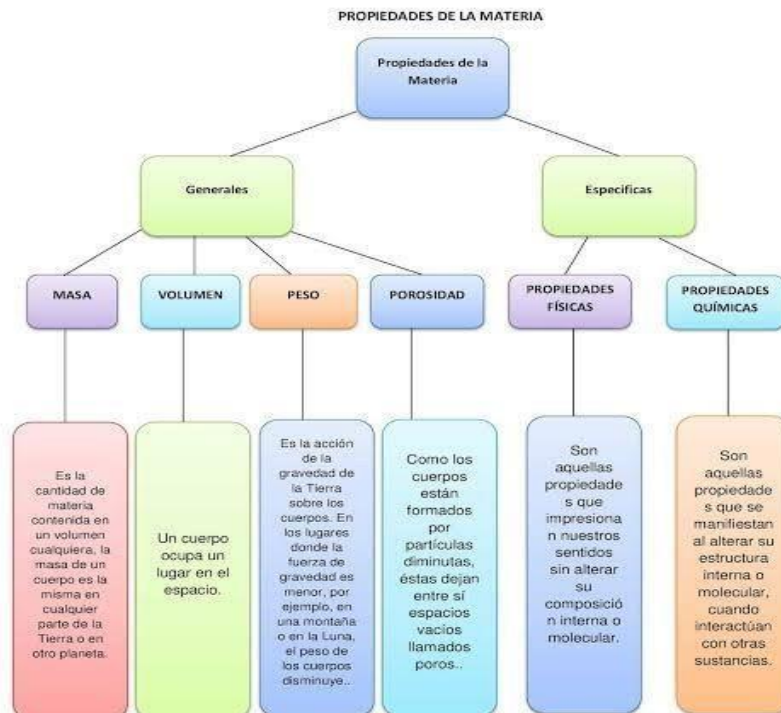 PROPIEDADES DE LA MATERIA
Propiedades de la
Materia
Generales
Especificas
MASA
VOLUMEN
PESO
POROSIDAD
PROPIEDADES
FÍSICAS
PROPIEDADES
QUÍMICAS
Es la
cantidad de
materia
contenida en
un volumen
cualquiera, la
masa de un
cuerpo es la
misma en
cualquier
parte de la
Tierra o en
otro planeta.
Un cuerpo
ocupa un
lugar en el
espacio.
Es la acción
de la
gravedad de
la Tierra
sobre los
cuerpos. En
los lugares
donde la
fuerza de
gravedad es
menor, por
ejemplo, en
una montaña
o en la Luna,
el peso de
los cuerpos
disminuye..
Como los
cuerpos
están
formados
por
partículas
diminutas,
éstas dejan
entre sí
espacios
vacíos
llamados
poros..
Son
aquellas
propiedade
s que
impresiona
n nuestros
sentidos
sin alterar
su
composició
n interna o
molecular.
Son
aquellas
propiedade
s que se
manifiestan
al alterar su
estructura
interna o
molecular,
cuando
interactúan
con otras
sustancias.